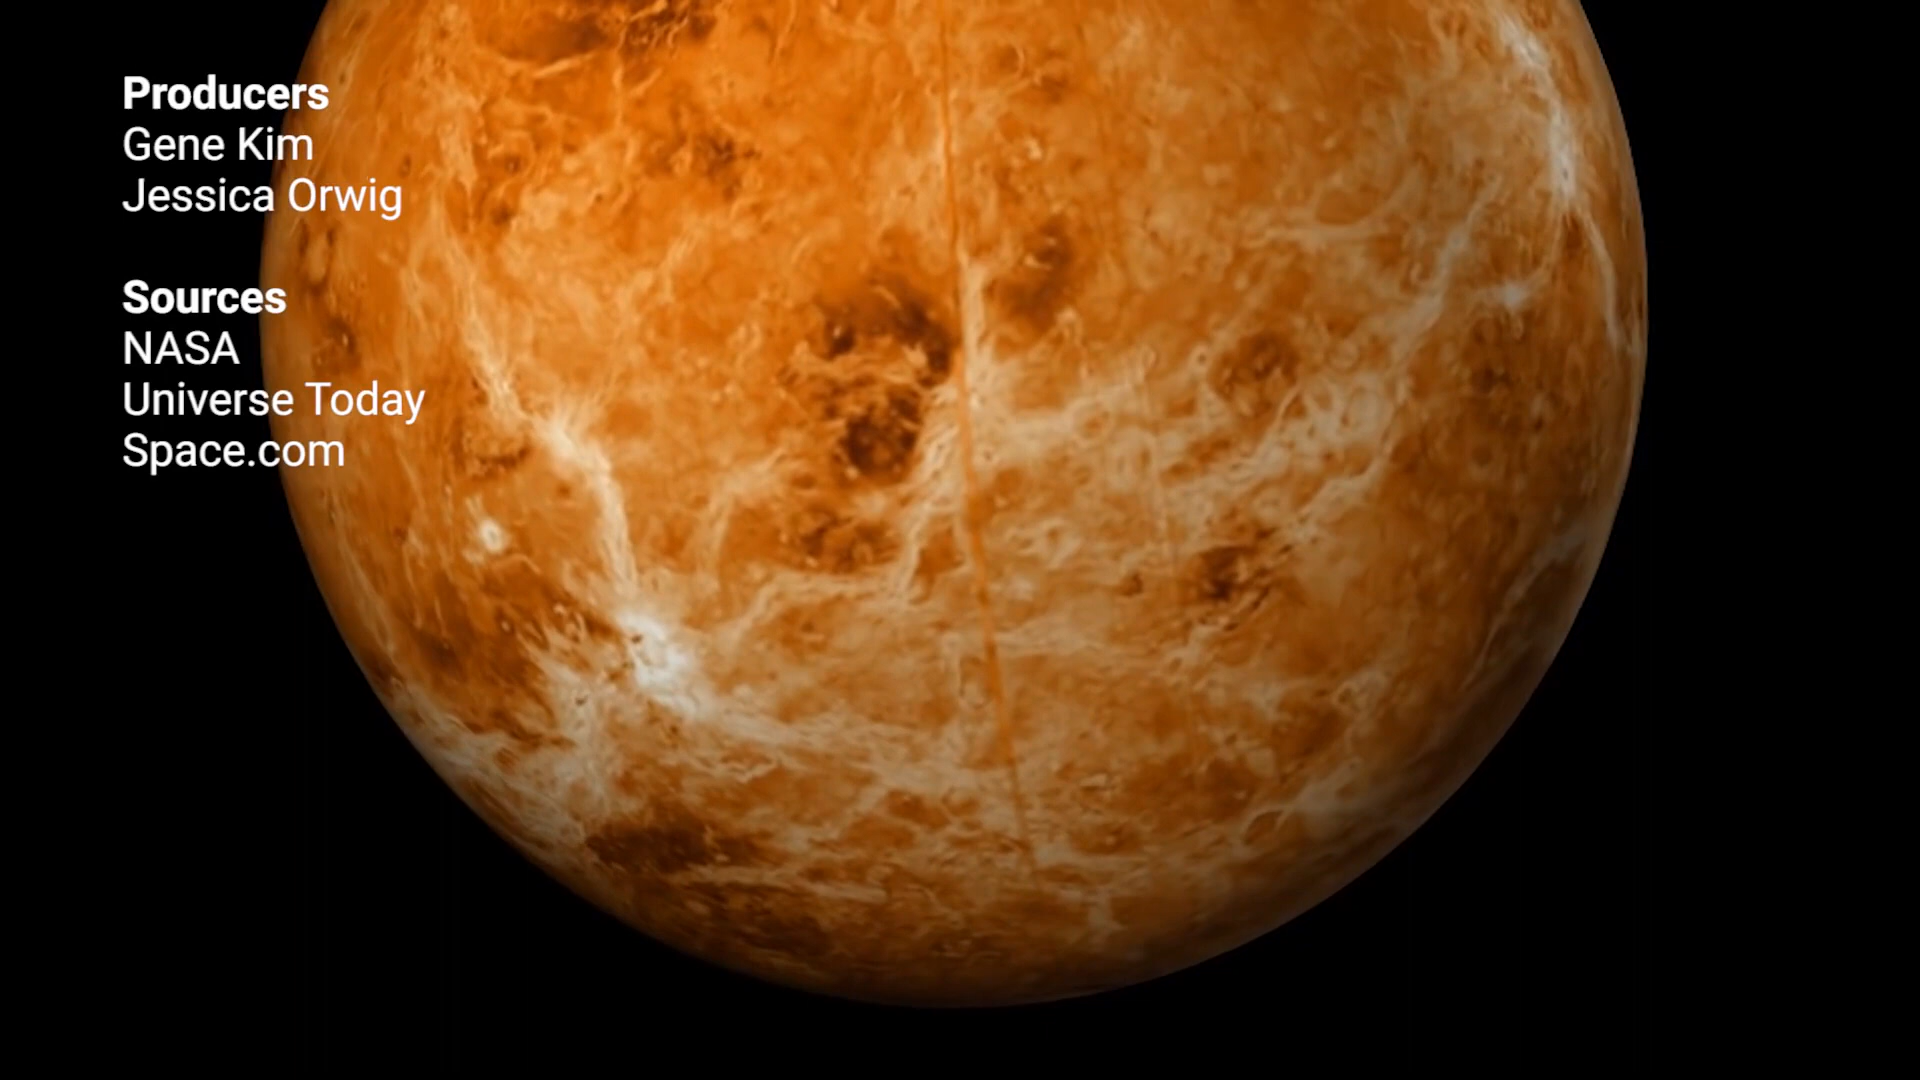 Producers
Gene Kim
Jessica Orwig
Sources
NASA
Universe Today
Space.com